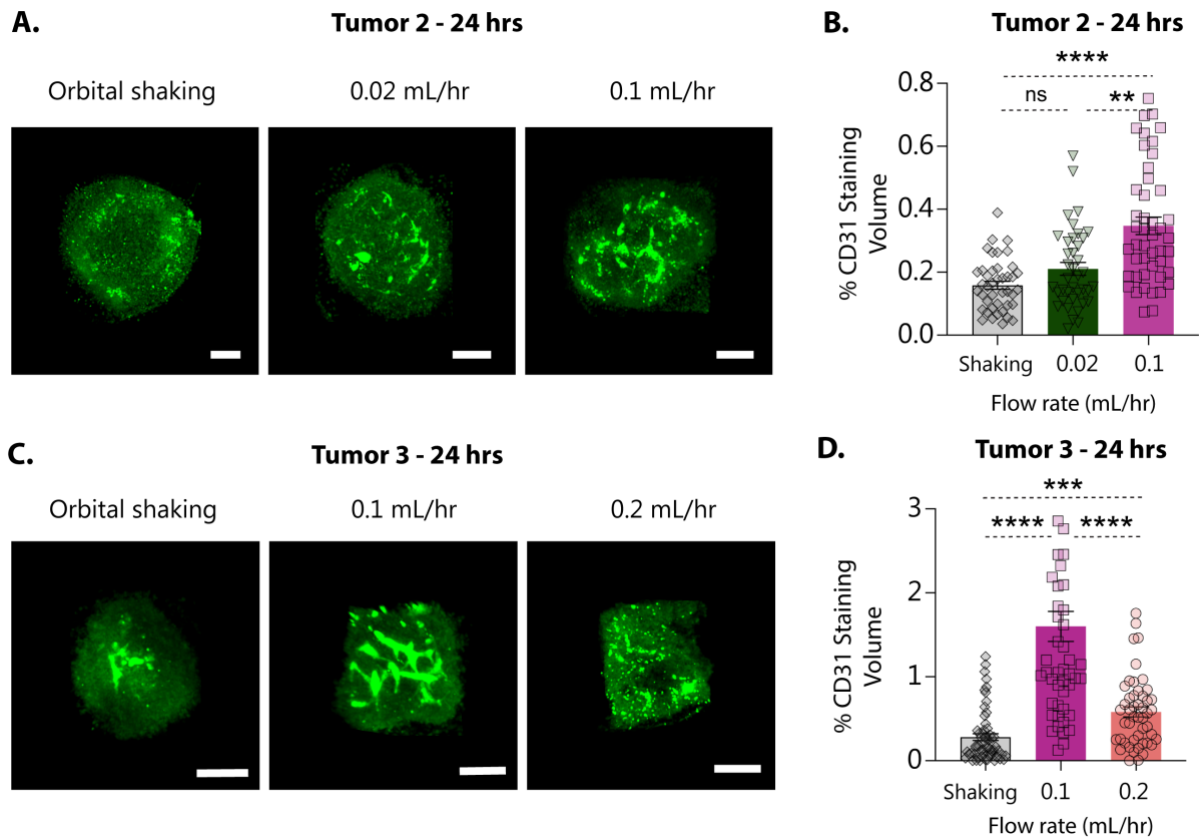 A.
Tumor 2 - 24 hrs
Orbital shaking
0.02 mL/hr
0.1 mL/hr
B.
Tumor 2 - 24 hrs
****
ns
**
% CD31 Staining
Volume
0.8
0.6
0.4
0.2
0.0
Shaking
0.02
0.1
Flow rate (mL/hr)
C.
Tumor 3 - 24 hrs
Orbital shaking
0.1 mL/hr
0.2 mL/hr
D.
Tumor 3 - 24 hrs
***
****
****
% CD31 Staining
Volume
3
2
1
0
Shaking
0.1
0.2
Flow rate (mL/hr)